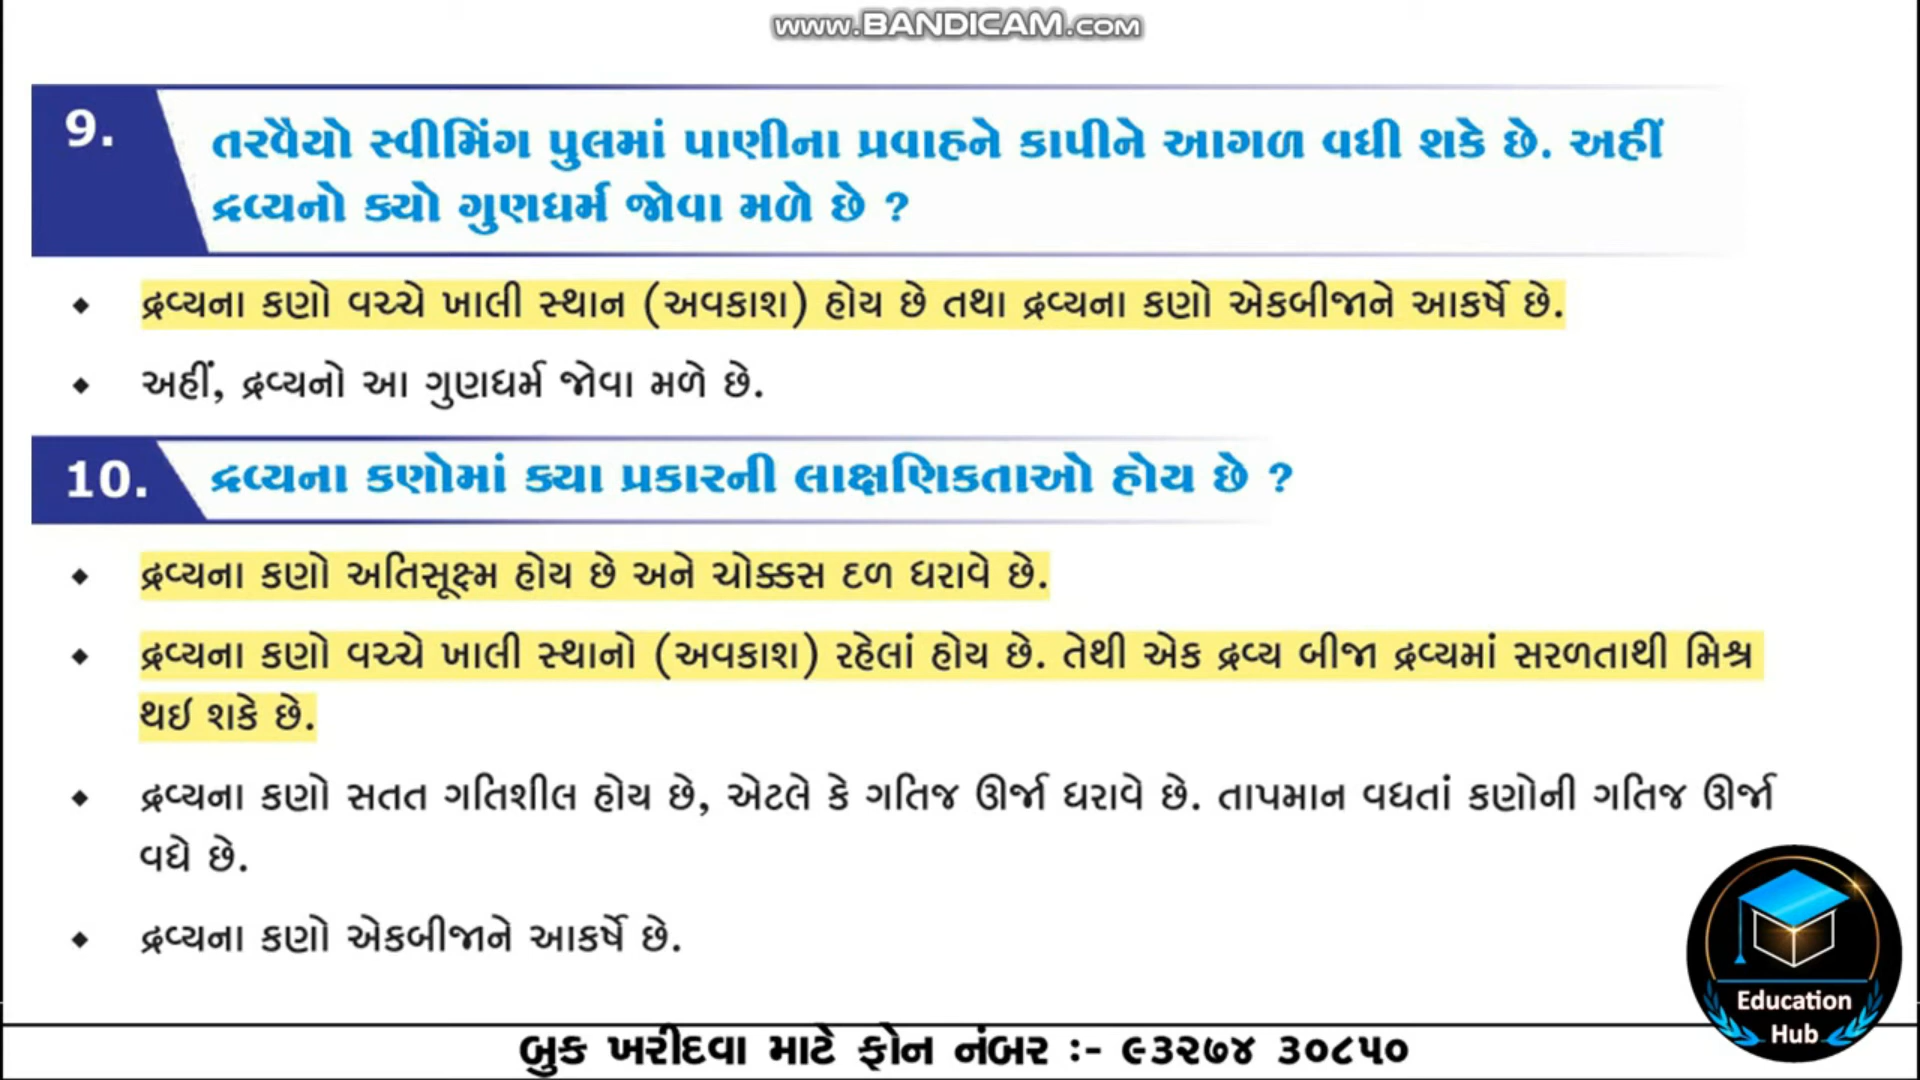 www.BANDICAM.com
9.
તરવૈયો સ્વીમિંગ પુલમાં પાણીના પ્રવાહને કાપીને આગળ વધી શકે છે. અહીં
દ્રવ્યનો ક્યો ગુણધર્મ જોવા મળે છે ?
◆ દ્રવ્યના કણો વચ્ચે ખાલી સ્થાન (અવકાશ) હોય છે તથા દ્રવ્યના કણો એકબીજાને આકર્ષે છે.
◆ અહીં, દ્રવ્યનો આ ગુણધર્મ જોવા મળે છે.
10. દ્રવ્યના કણોમાં ક્યા પ્રકારની લાક્ષણિકતાઓ હોય છે ?
◆ દ્રવ્યના કણો અતિસૂક્ષ્મ હોય છે અને ચોક્કસ દળ ધરાવે છે.
◆ દ્રવ્યના કણો વચ્ચે ખાલી સ્થાનો (અવકાશ) રહેલાં હોય છે. તેથી એક દ્રવ્ય બીજા દ્રવ્યમાં સરળતાથી મિશ્ર
થઈ શકે છે.
◆ દ્રવ્યના કણો સતત ગતિશીલ હોય છે, એટલે કે ગતિજ ઊર્જા ધરાવે છે. તાપમાન વધતાં કણોની ગતિજ ઊર્જા
વધે છે.
◆ દ્રવ્યના કણો એકબીજાને આકર્ષે છે.
Education
Hub
બુક ખરીદવા માટે ફોન નંબર :- ૯૩૨૭૪ ૩૦૮૫૦